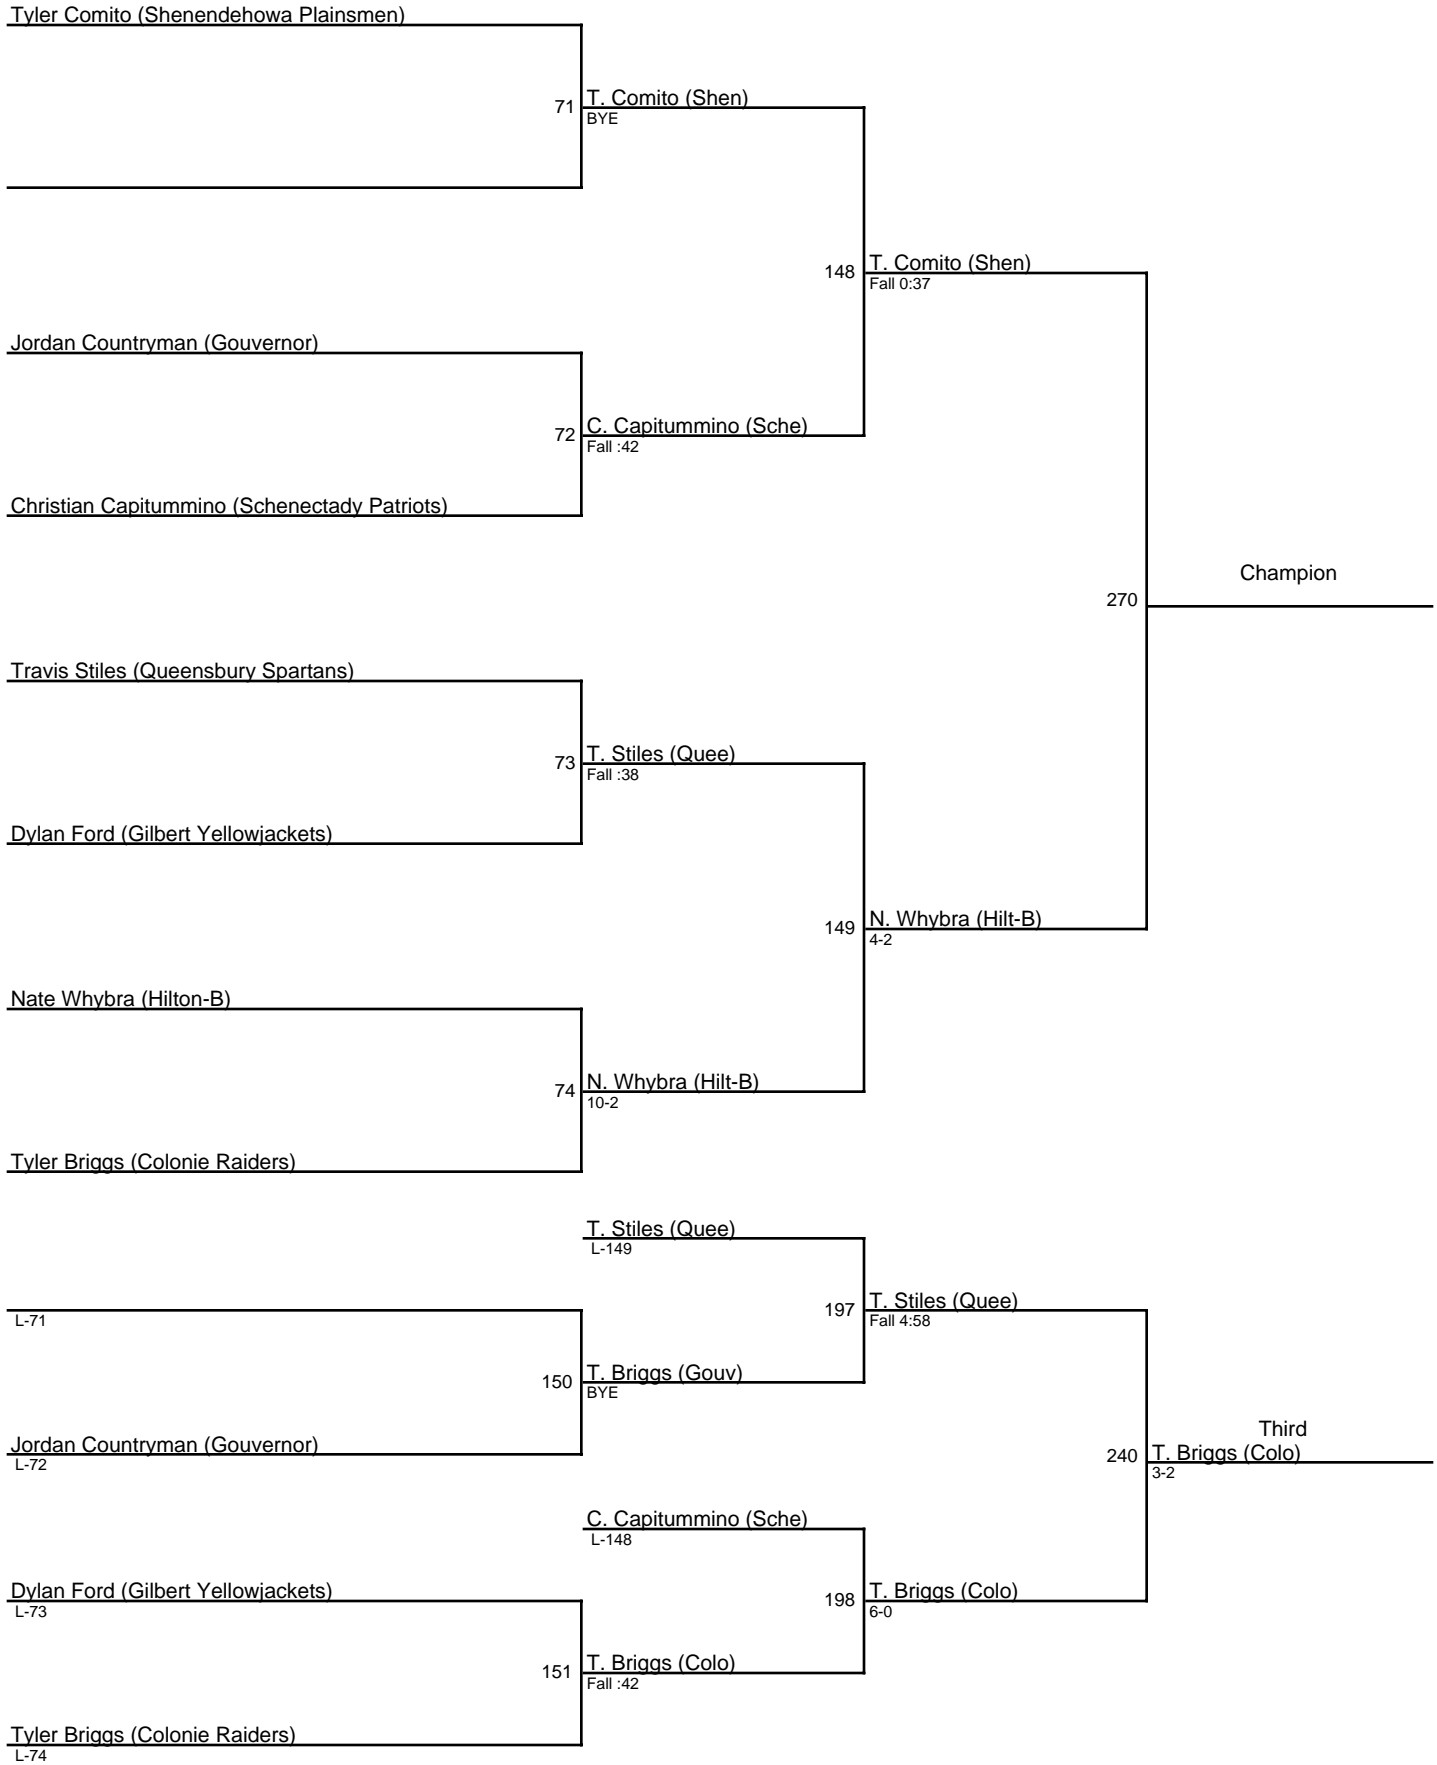 Tyler Comito (Shenendehowa Plainsmen)
71
T. Comito (Shen)
BYE
148
T. Comito (Shen)
Fall 0:37
Jordan Countryman (Gouvernor)
72
C. Capitummino (Sche)
Fall :42
Christian Capitummino (Schenectady Patriots)
Champion
270
Travis Stiles (Queensbury Spartans)
73
T. Stiles (Quee)
Fall :38
Dylan Ford (Gilbert Yellowjackets)
149
N. Whybra (Hilt-B)
4-2
Nate Whybra (Hilton-B)
74
N. Whybra (Hilt-B)
10-2
Tyler Briggs (Colonie Raiders)
T. Stiles (Quee)
L-149
L-71
197
T. Stiles (Quee)
Fall 4:58
150
T. Briggs (Gouv)
BYE
Jordan Countryman (Gouvernor)
L-72
Third
240
T. Briggs (Colo)
3-2
C. Capitummino (Sche)
L-148
Dylan Ford (Gilbert Yellowjackets)
L-73
198
T. Briggs (Colo)
6-0
151
T. Briggs (Colo)
Fall :42
Tyler Briggs (Colonie Raiders)
L-74